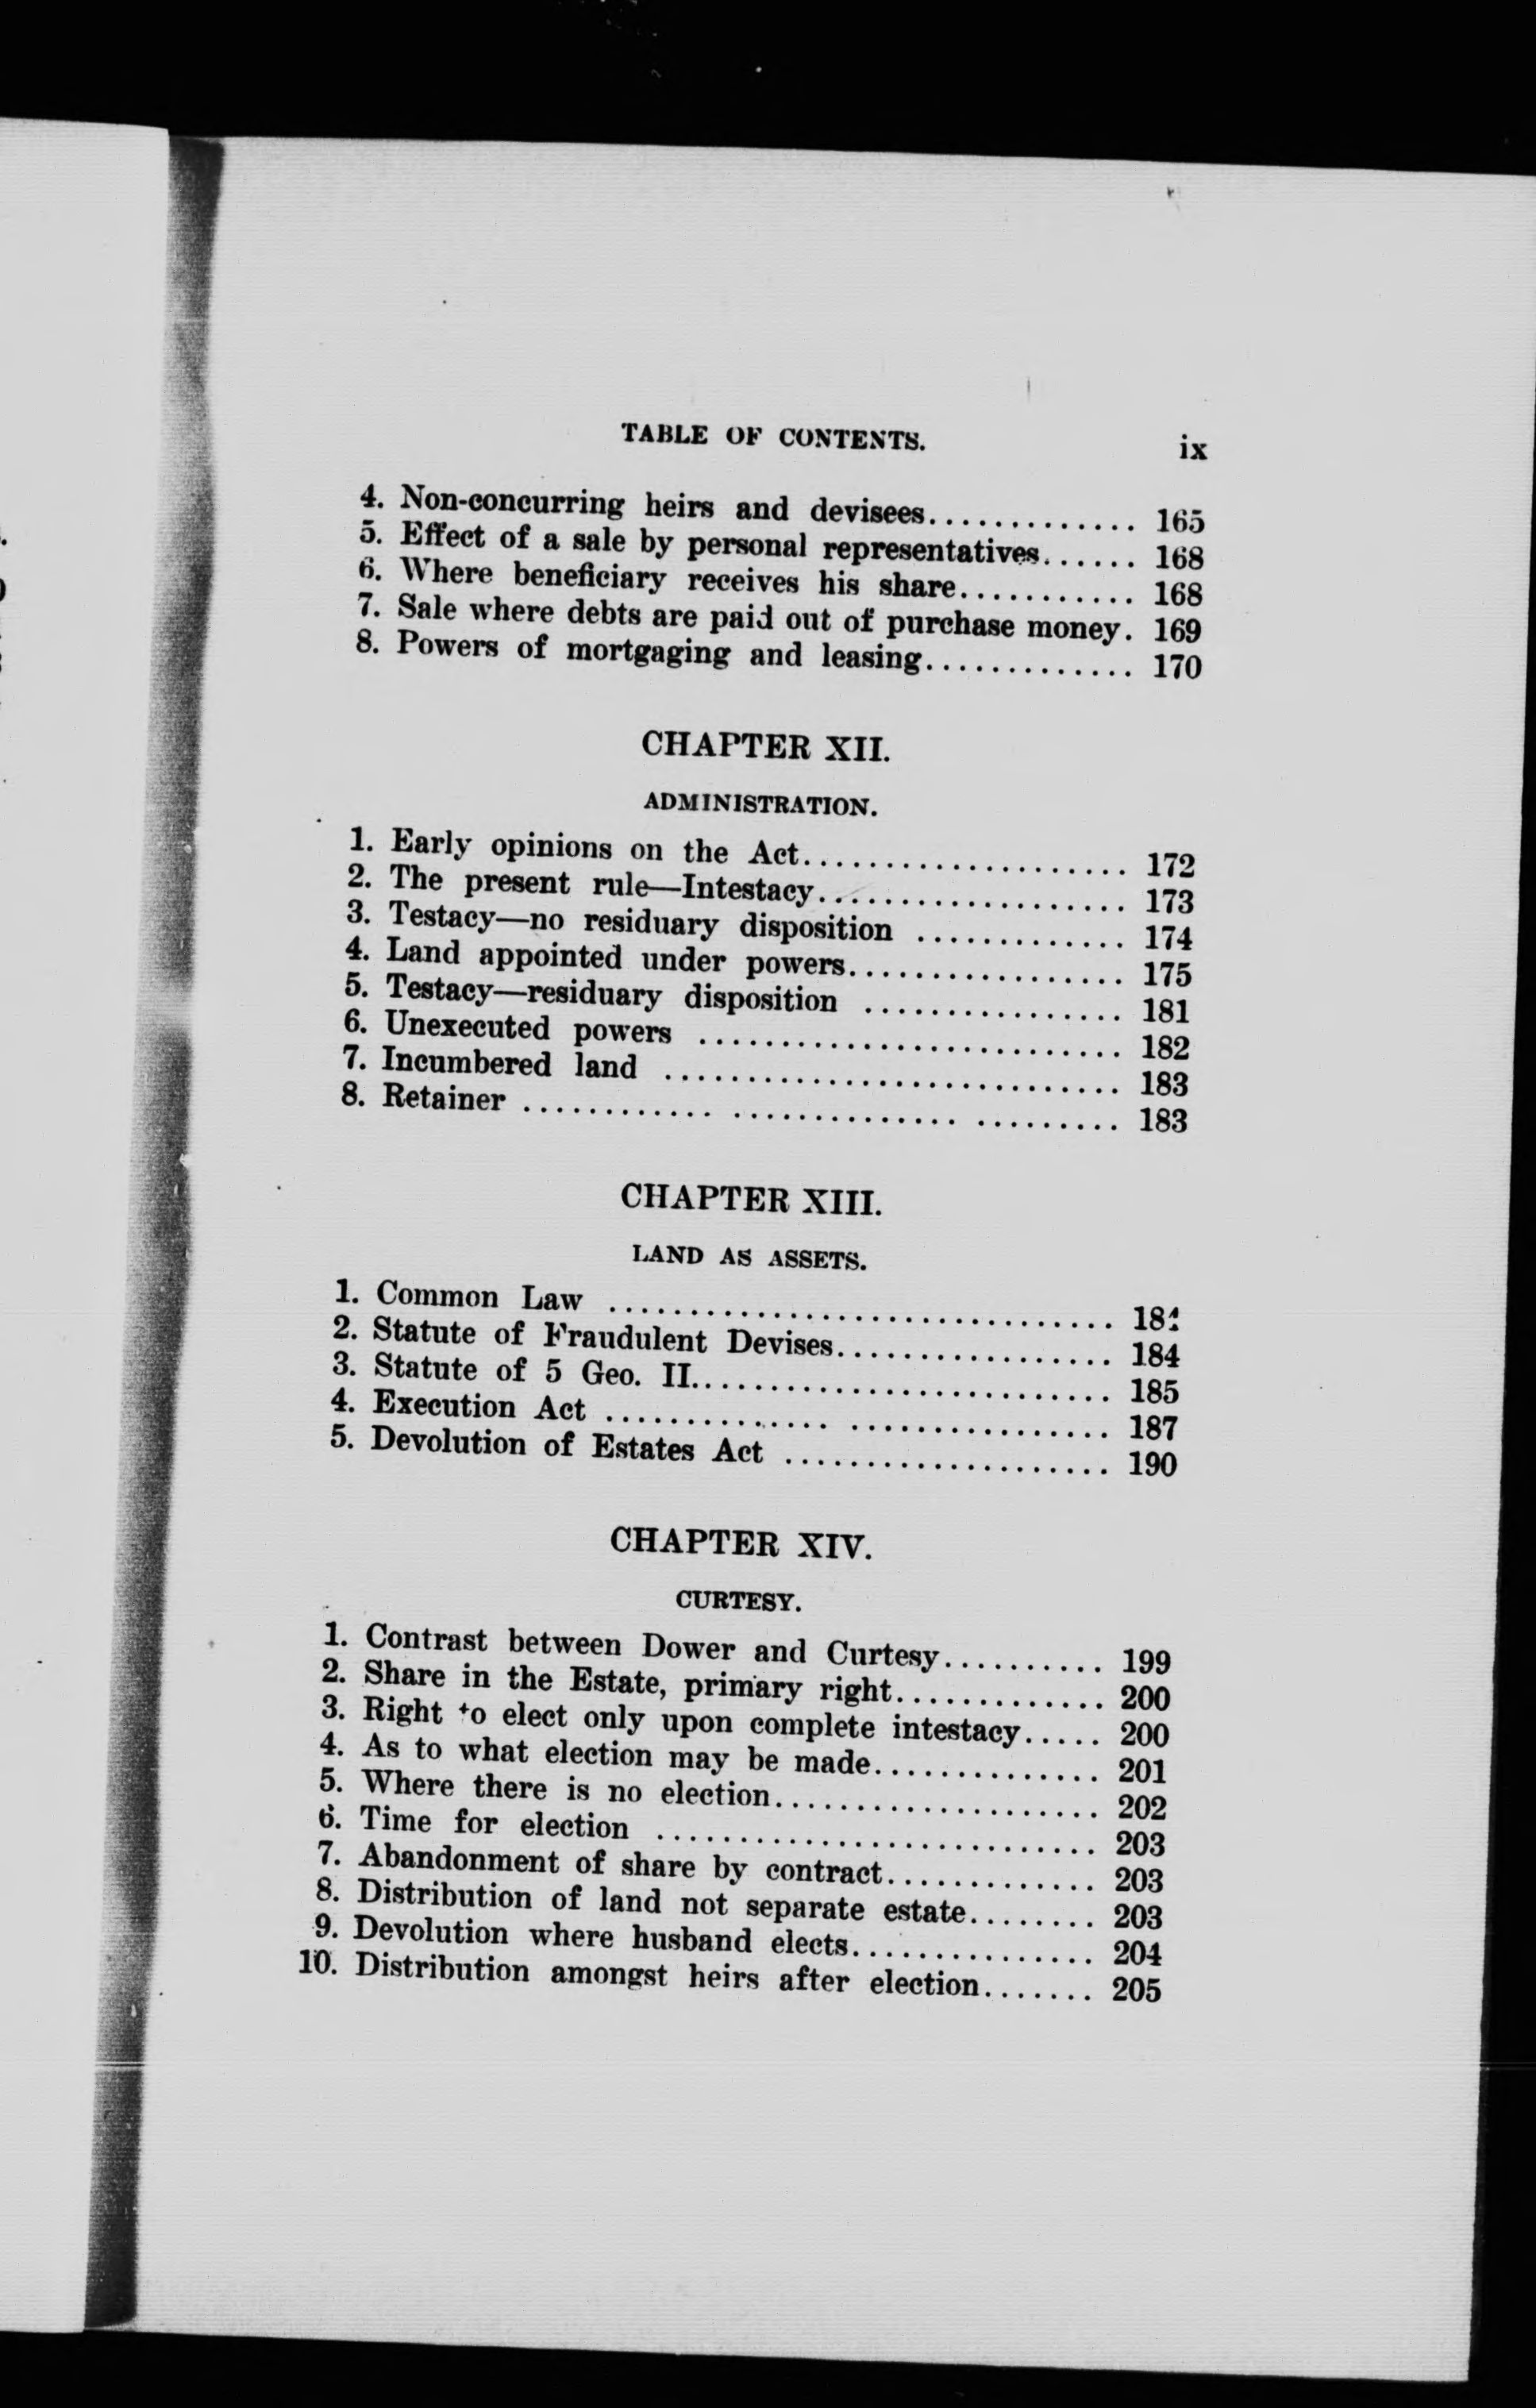 TABLE OF CONTENTS. ix
4. Non-concurring heirs and devisees............. 165
5. Effect of a sale by personal representatives...... 168
6. Where beneficiary receives his share........... 168
7. Sale where debts are paid out of purchase money. 169
8. Powers of mortgaging and leasing............. 170
CHAPTER XII.
ADMINISTRATION.
1. Early opinions on the Act.................... 172
2. The present rule—Intestacy................... 173
3. Testacy—no residuary disposition ............. 174
4. Land appointed under powers................. 175
5. Testacy—residuary disposition ................ 181
6. Unexecuted powers .......................... 182
7. Incumbered land ............................ 183
8. Retainer ............ .............. ......... 183
CHAPTER XIII.
LAND AS ASSETS.
1. Common Law ...............................
2. Statute of Fraudulent Devises................. 184
3. Statute of 5 Geo. II.......................... 185
4. Execution Act .............. ................ 187
5. Devolution of Estates Act .................... 190
CHAPTER XIV.
CURTESY.
1. Contrast between Dower and Curtesy.......... 199
2. Share in the Estate, primary right............. 200
3. Right to elect only upon complete intestacy..... 200
4. As to what election may be made.............. 201
5. Where there is no election.................... 202
6. Time for election ........................... 203
7. Abandonment of share by contract............. 203
8. Distribution of land not separate estate........ 203
9. Devolution where husband elects............... 204
10. Distribution amongst heirs after election....... 205